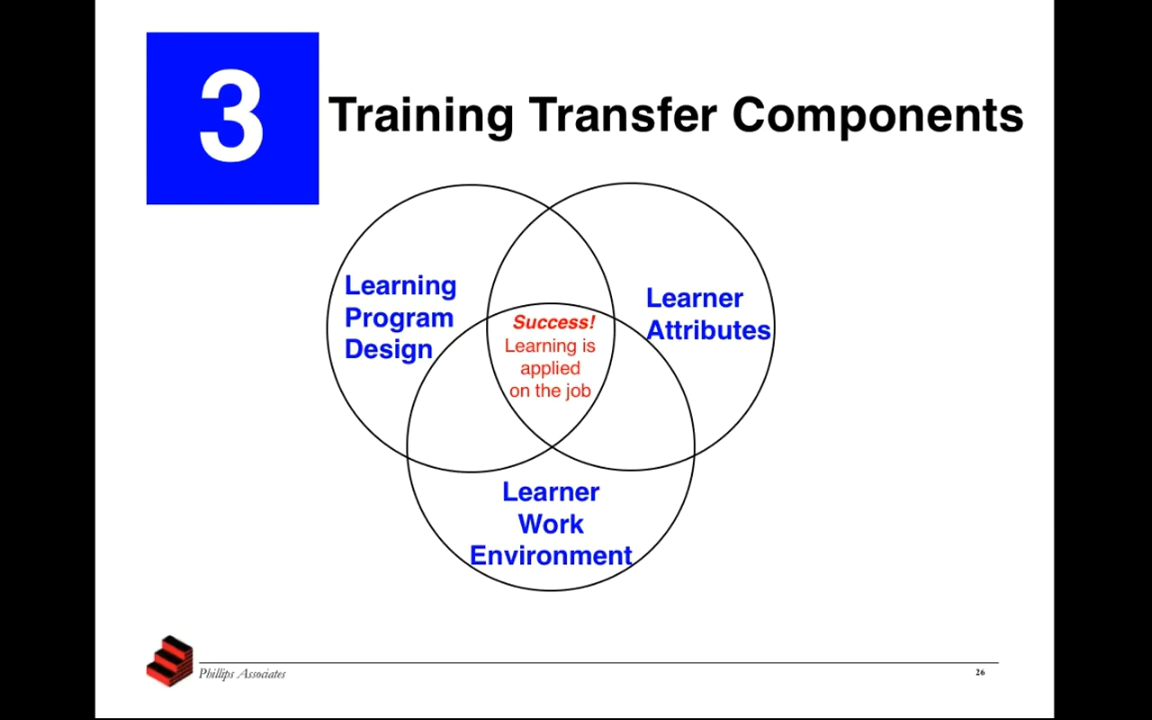 3
Training Transfer Components
Learning
Program
Design
Learner
Attributes
Success!
Learning is
applied
on the job
Learner
Work
Environment
Phillips Associates
26